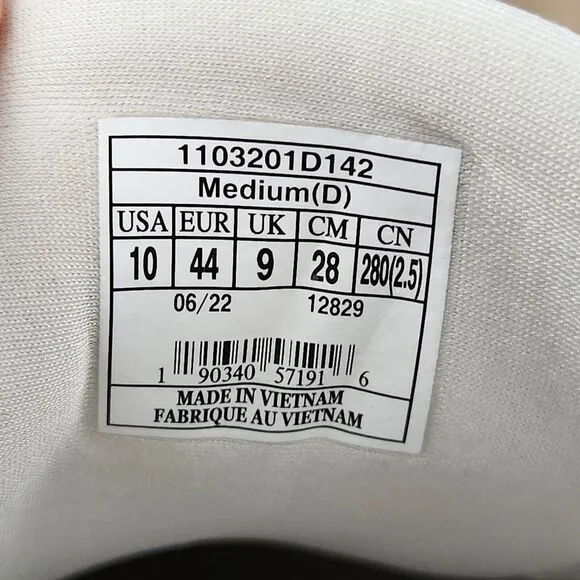 1103201D142
Medium(D)
USA EUR UK CM CN
10 44 9 28 280(2.5)
06/22 12829
1 90340 57191 6
MADE IN VIETNAM
FABRIQUE AU VIETNAM